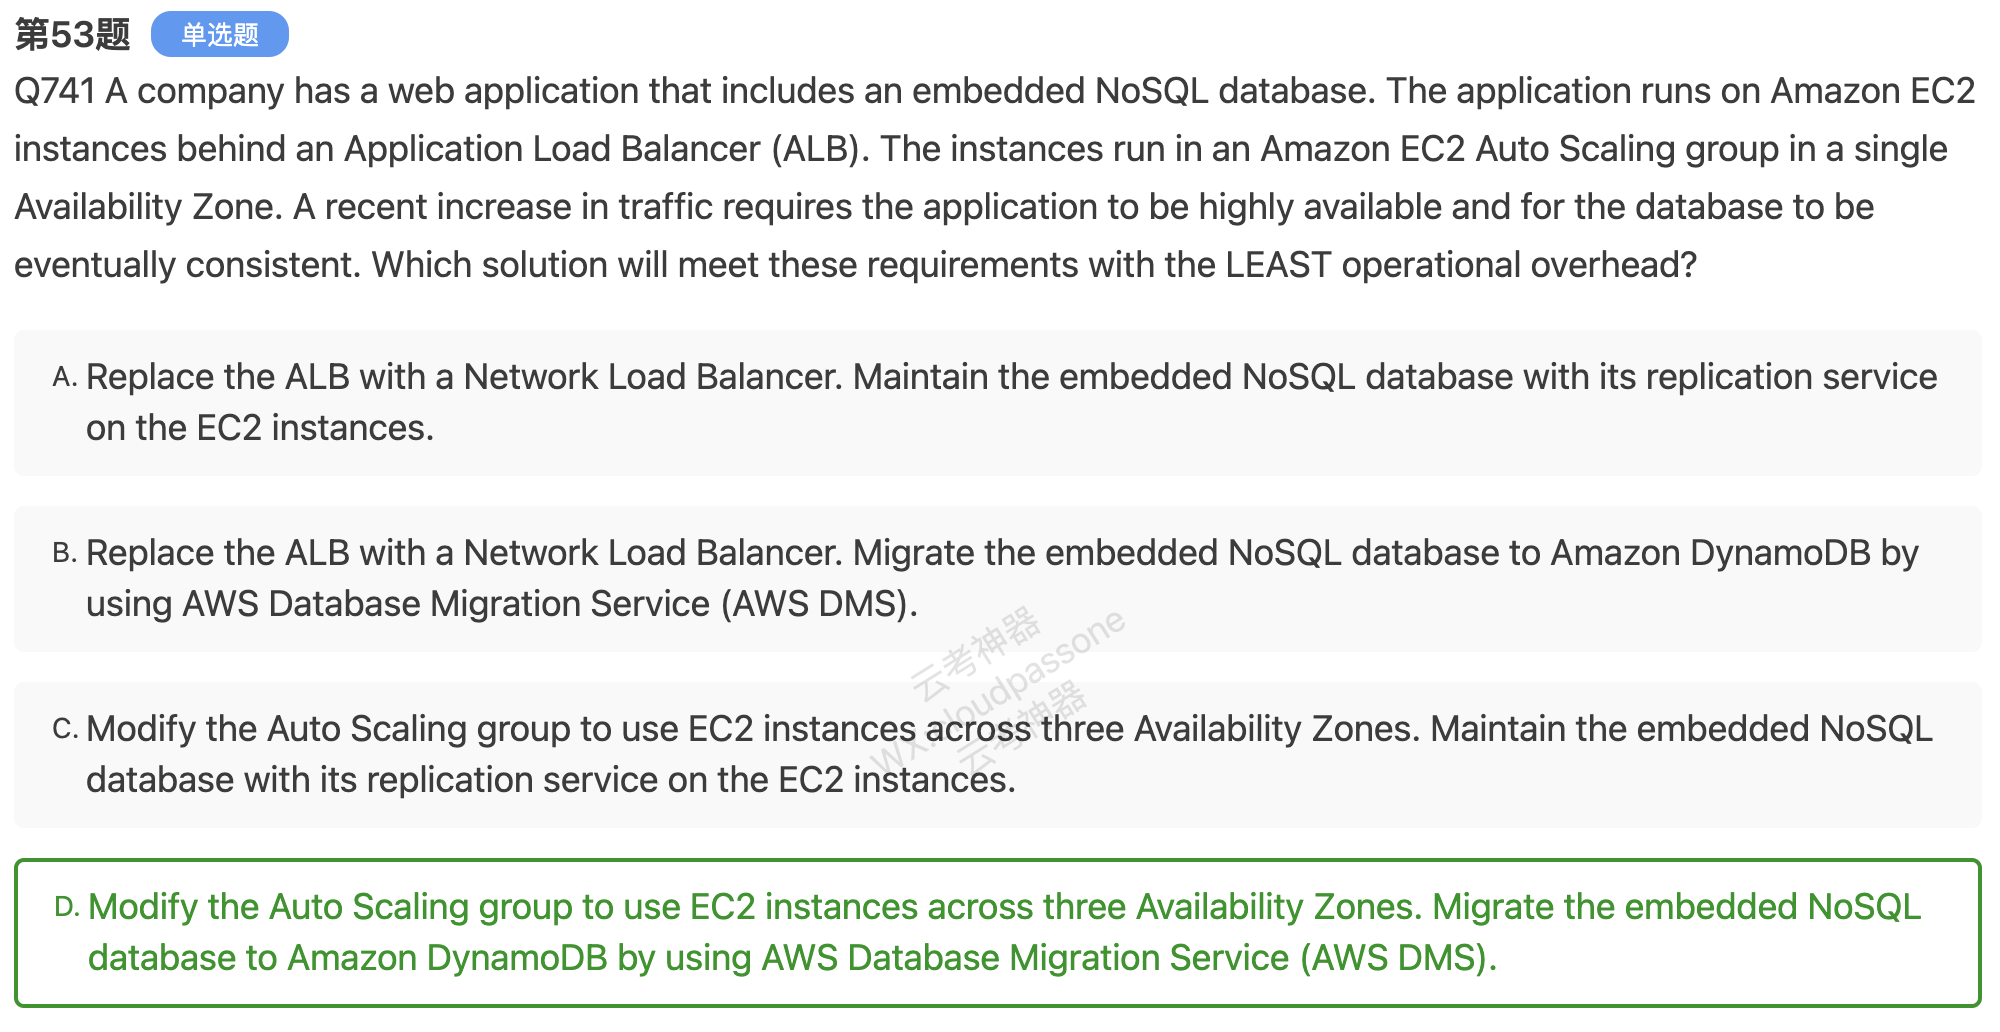 第53题 单选题
Q741 A company has a web application that includes an embedded NoSQL database. The application runs on Amazon EC2
instances behind an Application Load Balancer (ALB). The instances run in an Amazon EC2 Auto Scaling group in a single
Availability Zone. A recent increase in traffic requires the application to be highly available and for the database to be
eventually consistent. Which solution will meet these requirements with the LEAST operational overhead?
A. Replace the ALB with a Network Load Balancer. Maintain the embedded NoSQL database with its replication service
on the EC2 instances.
B. Replace the ALB with a Network Load Balancer. Migrate the embedded NoSQL database to Amazon DynamoDB by
using AWS Database Migration Service (AWS DMS).
云考神器
wx:cloudpassone
云考神器
C. Modify the Auto Scaling group to use EC2 instances across three Availability Zones. Maintain the embedded NoSQL
database with its replication service on the EC2 instances.
D. Modify the Auto Scaling group to use EC2 instances across three Availability Zones. Migrate the embedded NoSQL
database to Amazon DynamoDB by using AWS Database Migration Service (AWS DMS).